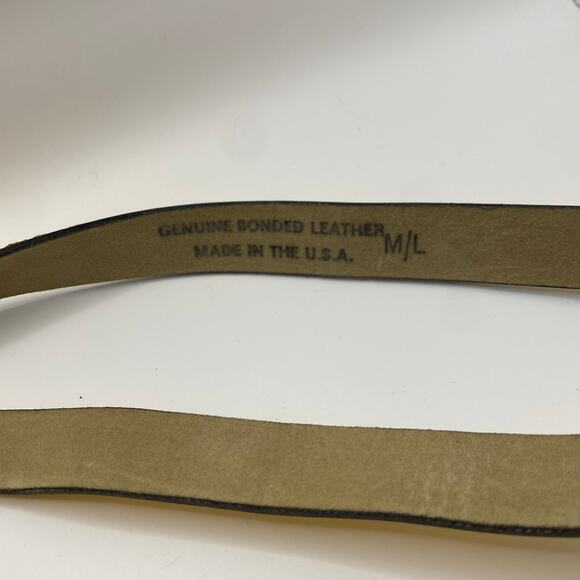 GENUINE BONDED LEATHER
MADE IN THE U.S.A.
M/L